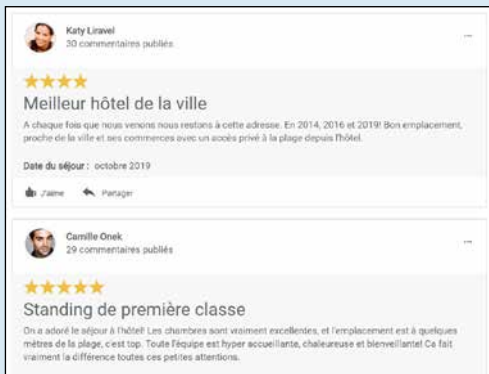 Katy Liravel
30 commentaires publiés
Meilleur hôtel de la ville
A chaque fois que nous venons nous restons à cette adresse. En 2014, 2016 et 2019! Bon emplacement,
proche de la ville et ses commerces avec un accès privé à la plage depuis l'hôtel.
Date du séjour : octobre 2019
J'aime Partager
Camille Onek
29 commentaires publiés
Standing de première classe
On a adoré le séjour à l'hôtel! Les chambres sont vraiment excellentes, et l'emplacement est à quelques
mètres de la plage, c'est top. Toute l'équipe est hyper accueillante, chaleureuse et bienveillante! Ca fait
vraiment la différence toutes ces petites attentions.